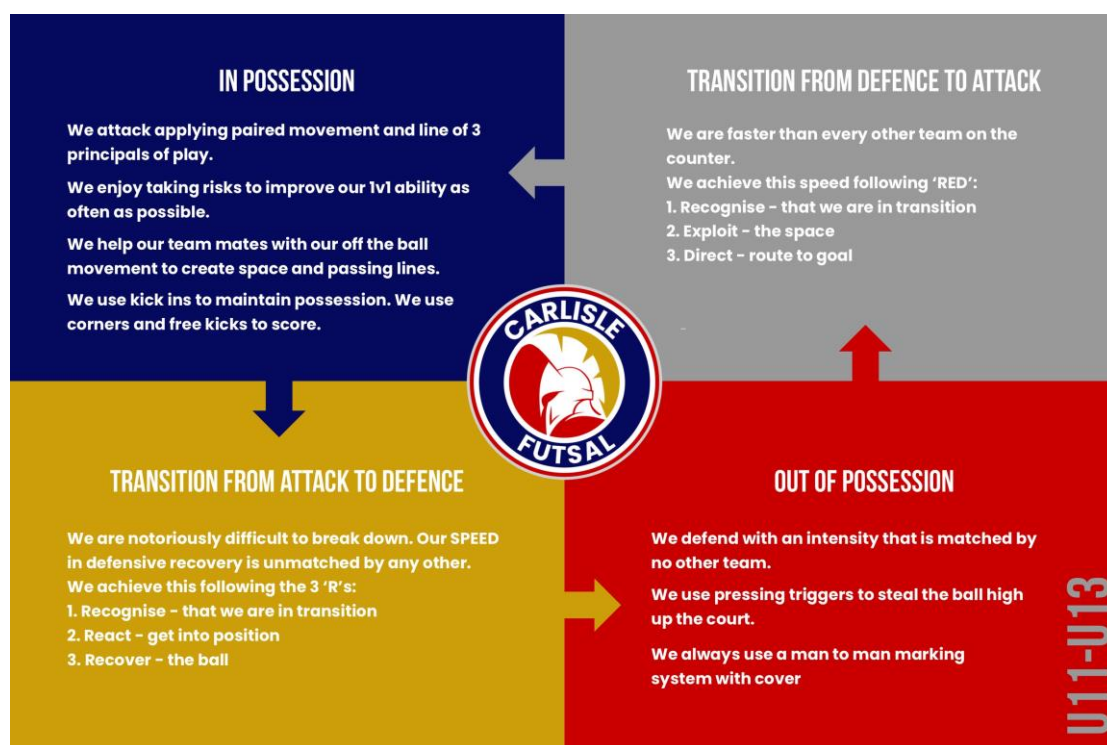 IN POSSESSION
We attack applying paired movement and line of 3
principals of play.
We enjoy taking risks to improve our 1v1 ability as
often as possible.
We help our team mates with our off the ball
movement to create space and passing lines.
We use kick ins to maintain possession. We use
corners and free kicks to score.
TRANSITION FROM DEFENCE TO ATTACK
We are faster than every other team on the
counter.
We achieve this speed following ‘RED’:
1. Recognise - that we are in transition
2. Exploit - the space
3. Direct - route to goal
CARLISLE
FUTSAL
TRANSITION FROM ATTACK TO DEFENCE
We are notoriously difficult to break down. Our SPEED
in defensive recovery is unmatched by any other.
We achieve this following the 3 ‘R’s:
1. Recognise - that we are in transition
2. React - get into position
3. Recover - the ball
OUT OF POSSESSION
We defend with an intensity that is matched by
no other team.
We use pressing triggers to steal the ball high
up the court.
We always use a man to man marking
system with cover
U11-U13